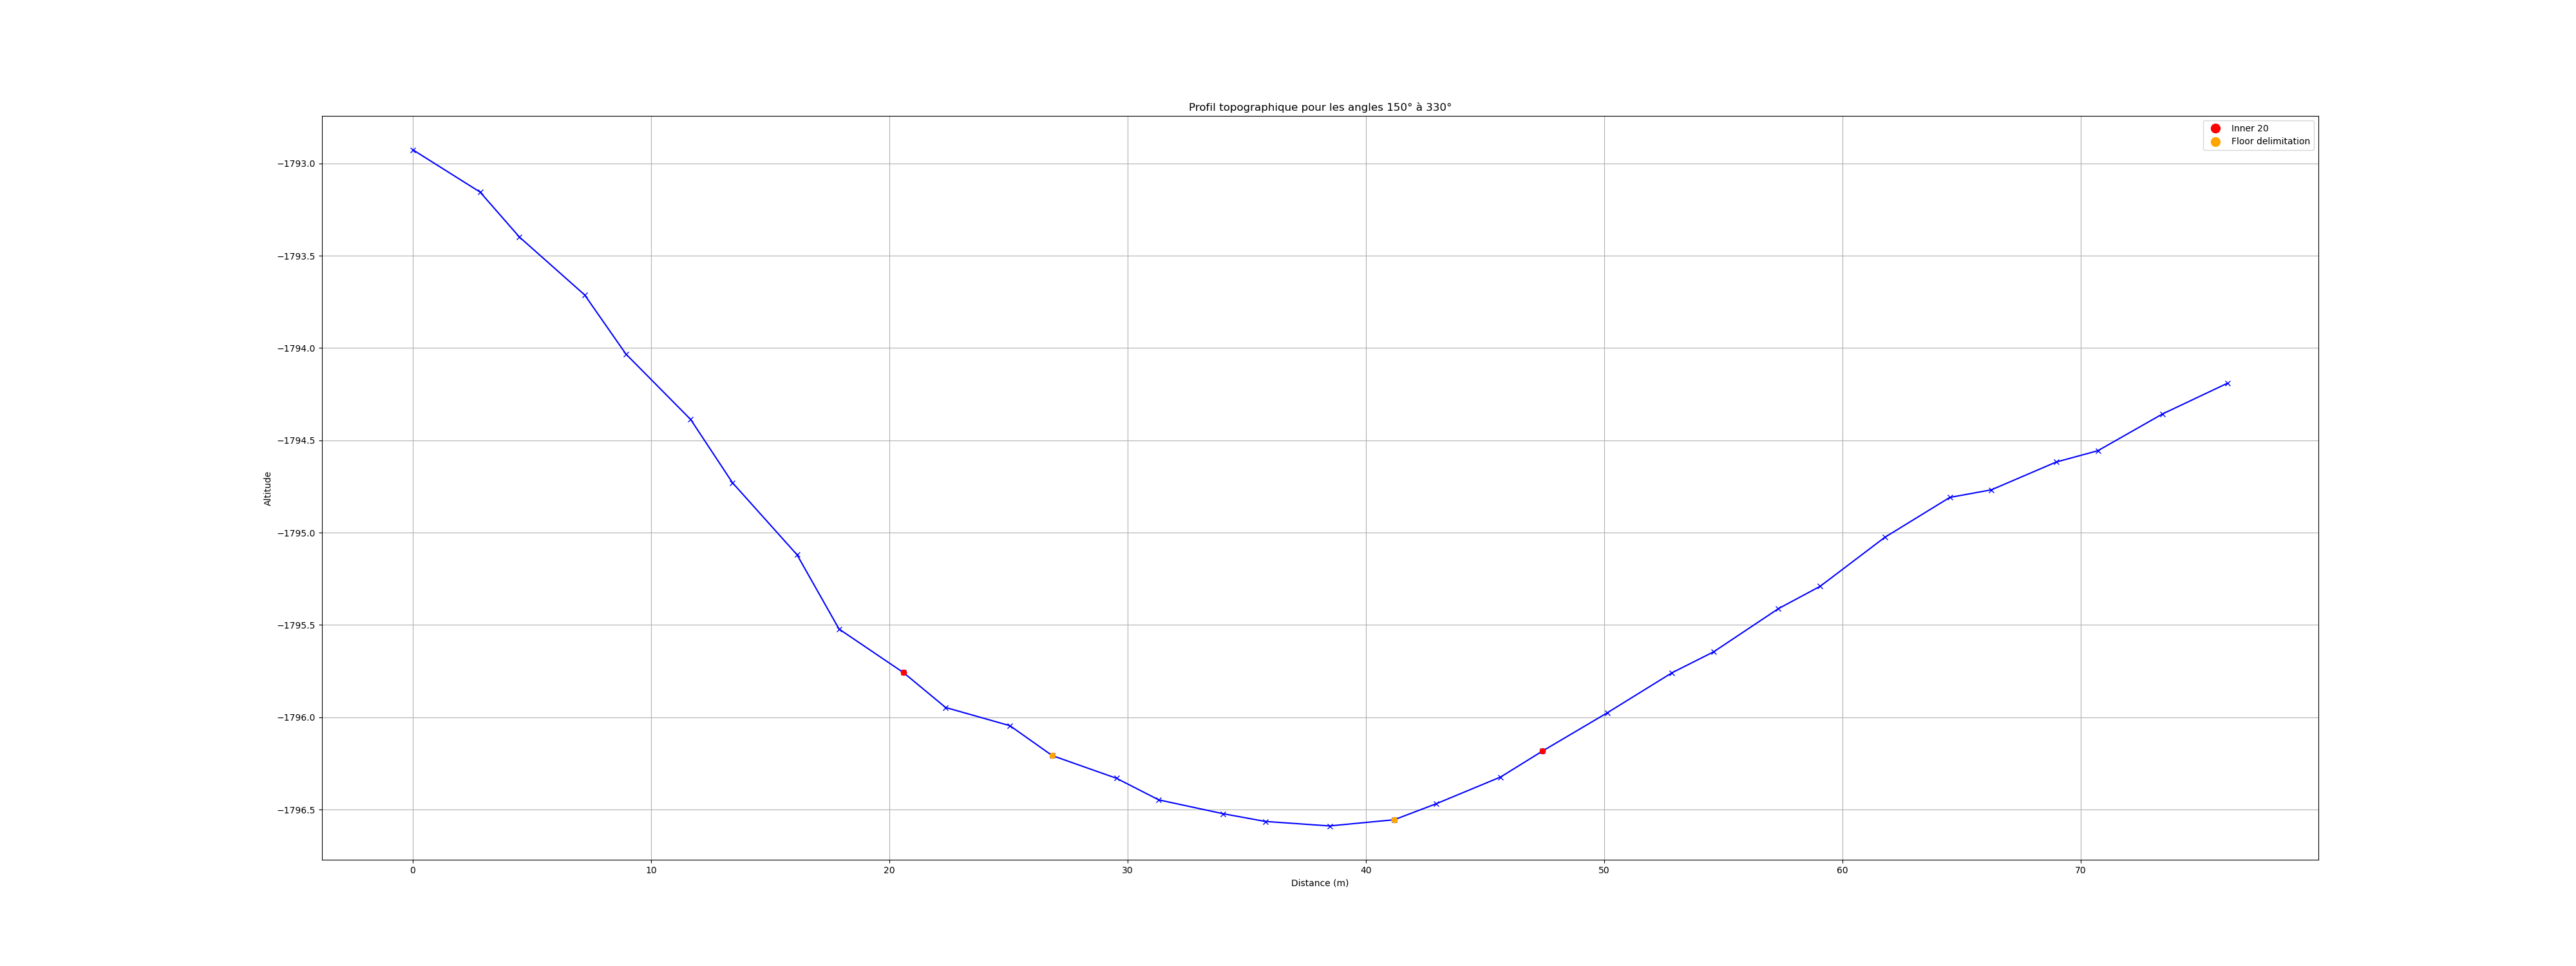 Profil topographique pour les angles 150° à 330°
Inner 20
Floor delimitation
−1793.0
−1793.5
−1794.0
−1794.5
−1795.0
−1795.5
−1796.0
−1796.5
Altitude
0 10 20 30 40 50 60 70
Distance (m)